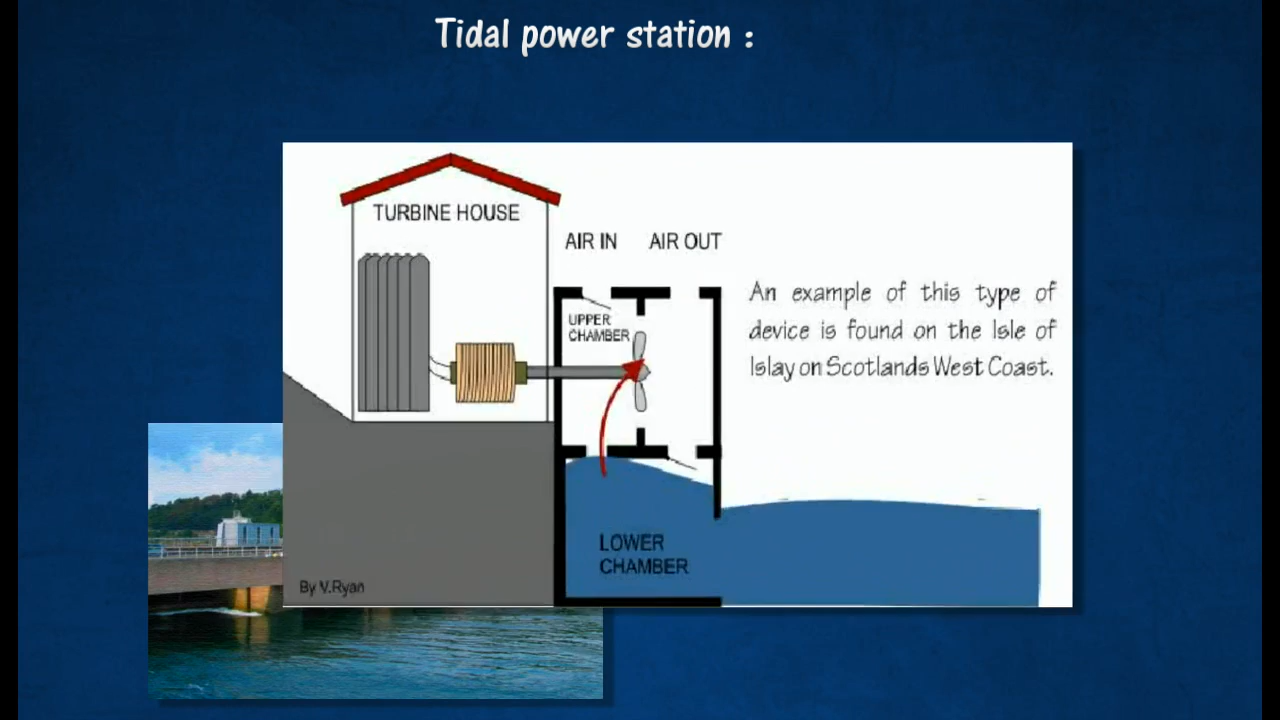 Tidal power station :
TURBINE HOUSE
AIR IN AIR OUT
UPPER
CHAMBER
An example of this type of
device is found on the Isle of
Islay on Scotlands West Coast.
LOWER
CHAMBER
By V.Ryan